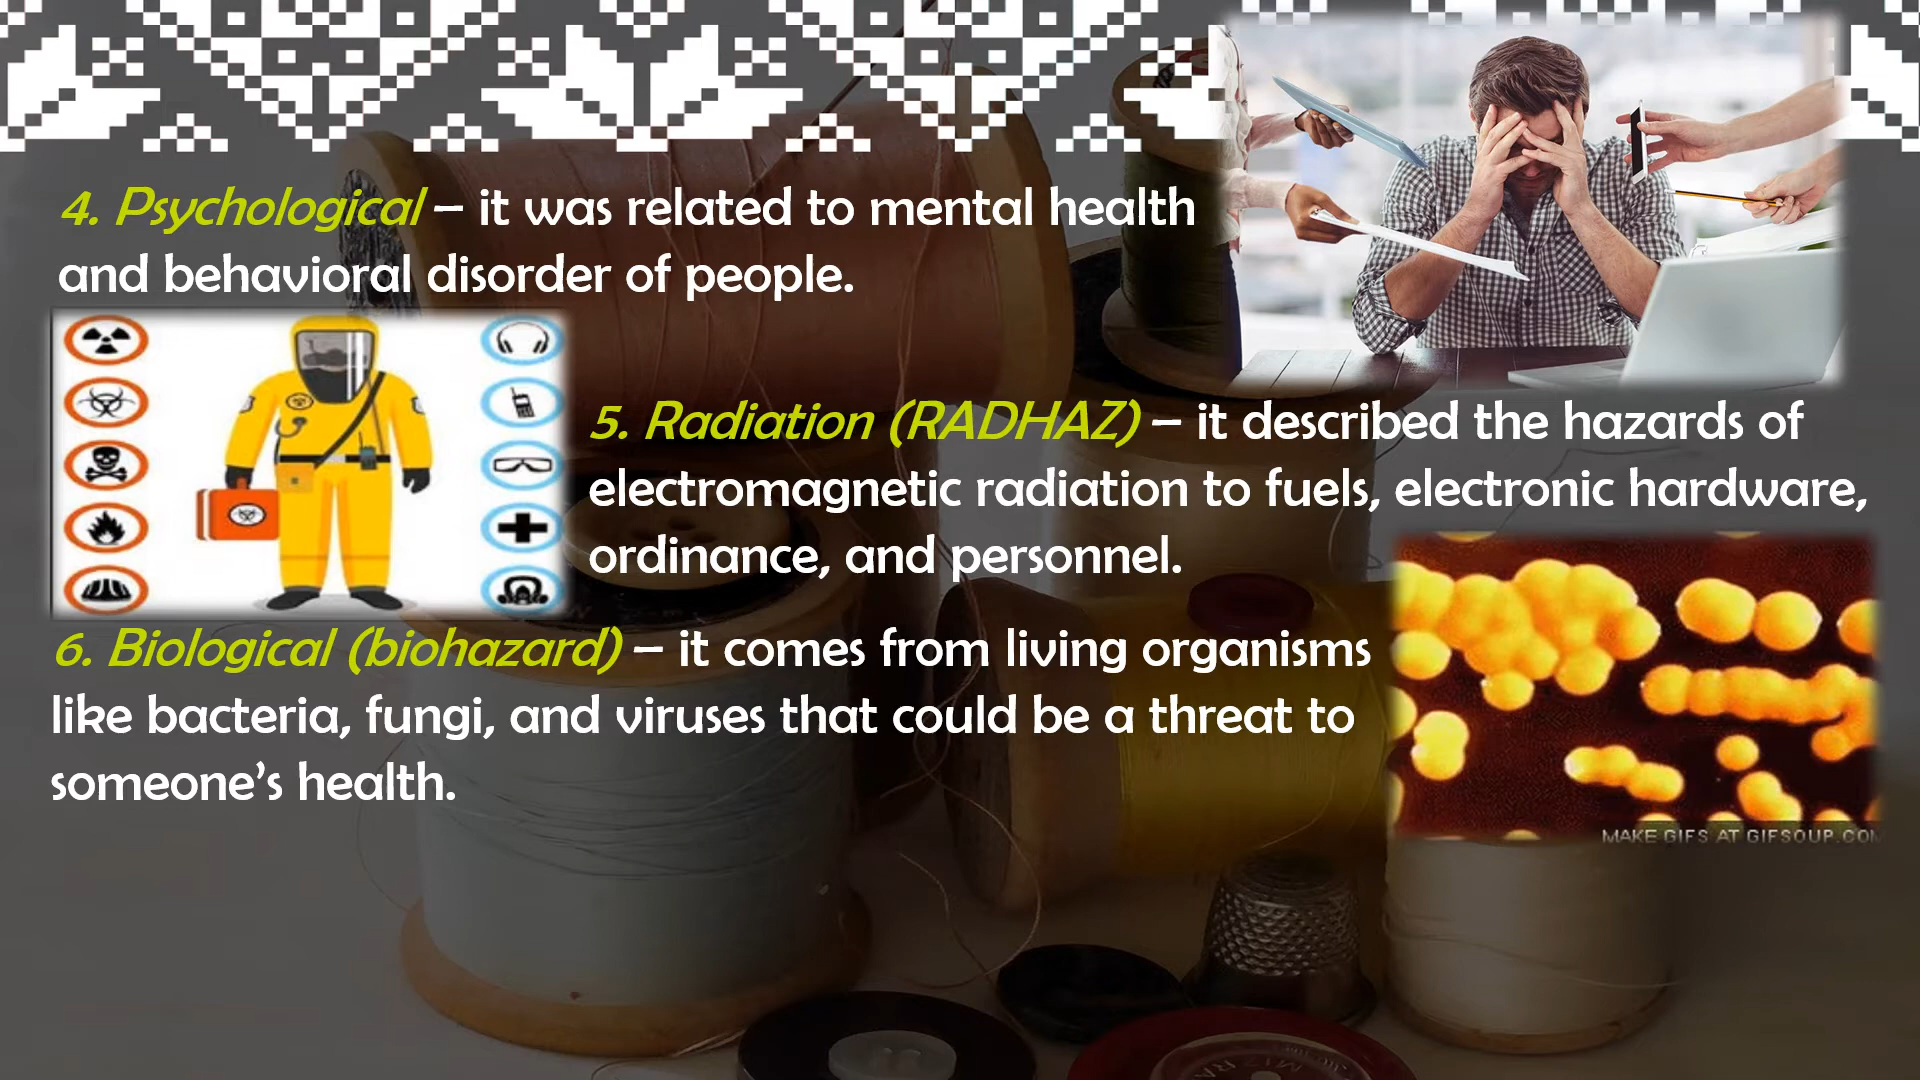 4. Psychological – it was related to mental health
and behavioral disorder of people.
5. Radiation (RADHAZ) – it described the hazards of
electromagnetic radiation to fuels, electronic hardware,
ordinance, and personnel.
6. Biological (biohazard) – it comes from living organisms
like bacteria, fungi, and viruses that could be a threat to
someone’s health.
MAKE GIFS AT GIFSOUP.COM